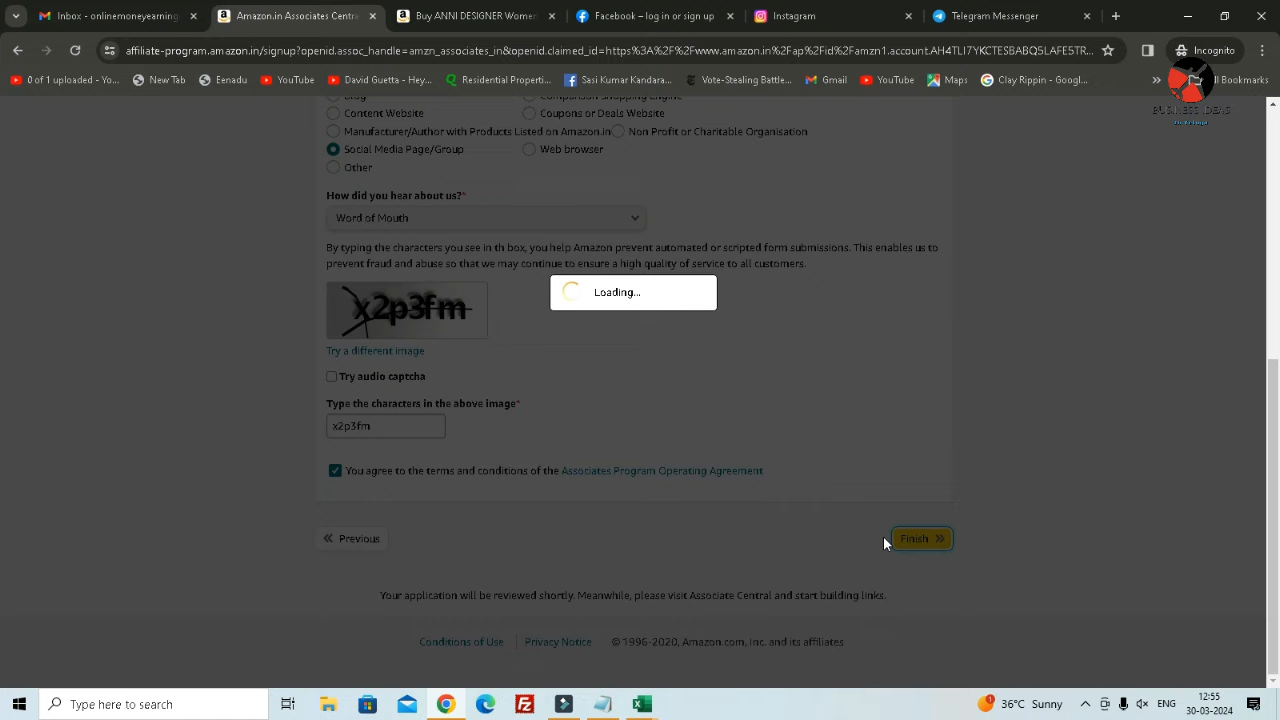 Inbox - onlinemoneyearning
Amazon.in Associates Central
Buy ANNI DESIGNER Women
Facebook – log in or sign up
Instagram
Telegram Messenger
affiliate-program.amazon.in/signup?openid.assoc_handle=amzn_associates_in&openid.claimed_id=https%3A%2F%2Fwww.amazon.in%2Fap%2Fid%2Famzn1.account.AH4TLI7YKCTESBABQ5LAFE5TR...
Incognito
0 of 1 uploaded - Yo...
New Tab
Eenadu
YouTube
David Guetta - Hey...
Residential Properti...
Sasi Kumar Kandara...
Vote-Stealing Battle...
Gmail
YouTube
Maps
Clay Rippin - Googl...
ll Bookmarks
BUSINESS IDEAS
Blog
Comparison Shopping Engine
Content Website
Coupons or Deals Website
Manufacturer/Author with Products Listed on Amazon.in
Non Profit or Charitable Organisation
Social Media Page/Group
Web browser
Other
How did you hear about us?*
Word of Mouth
By typing the characters you see in th box, you help Amazon prevent automated or scripted form submissions. This enables us to
prevent fraud and abuse so that we may continue to ensure a high quality of service to all customers.
Loading...
x2p3fm
Try a different image
Try audio captcha
Type the characters in the above image*
x2p3fm
You agree to the terms and conditions of the Associates Program Operating Agreement
Previous
Finish
Your application will be reviewed shortly. Meanwhile, please visit Associate Central and start building links.
Conditions of Use
Privacy Notice
© 1996-2020, Amazon.com, Inc. and its affiliates
Type here to search
36°C Sunny
ENG
12:55
30-03-2024